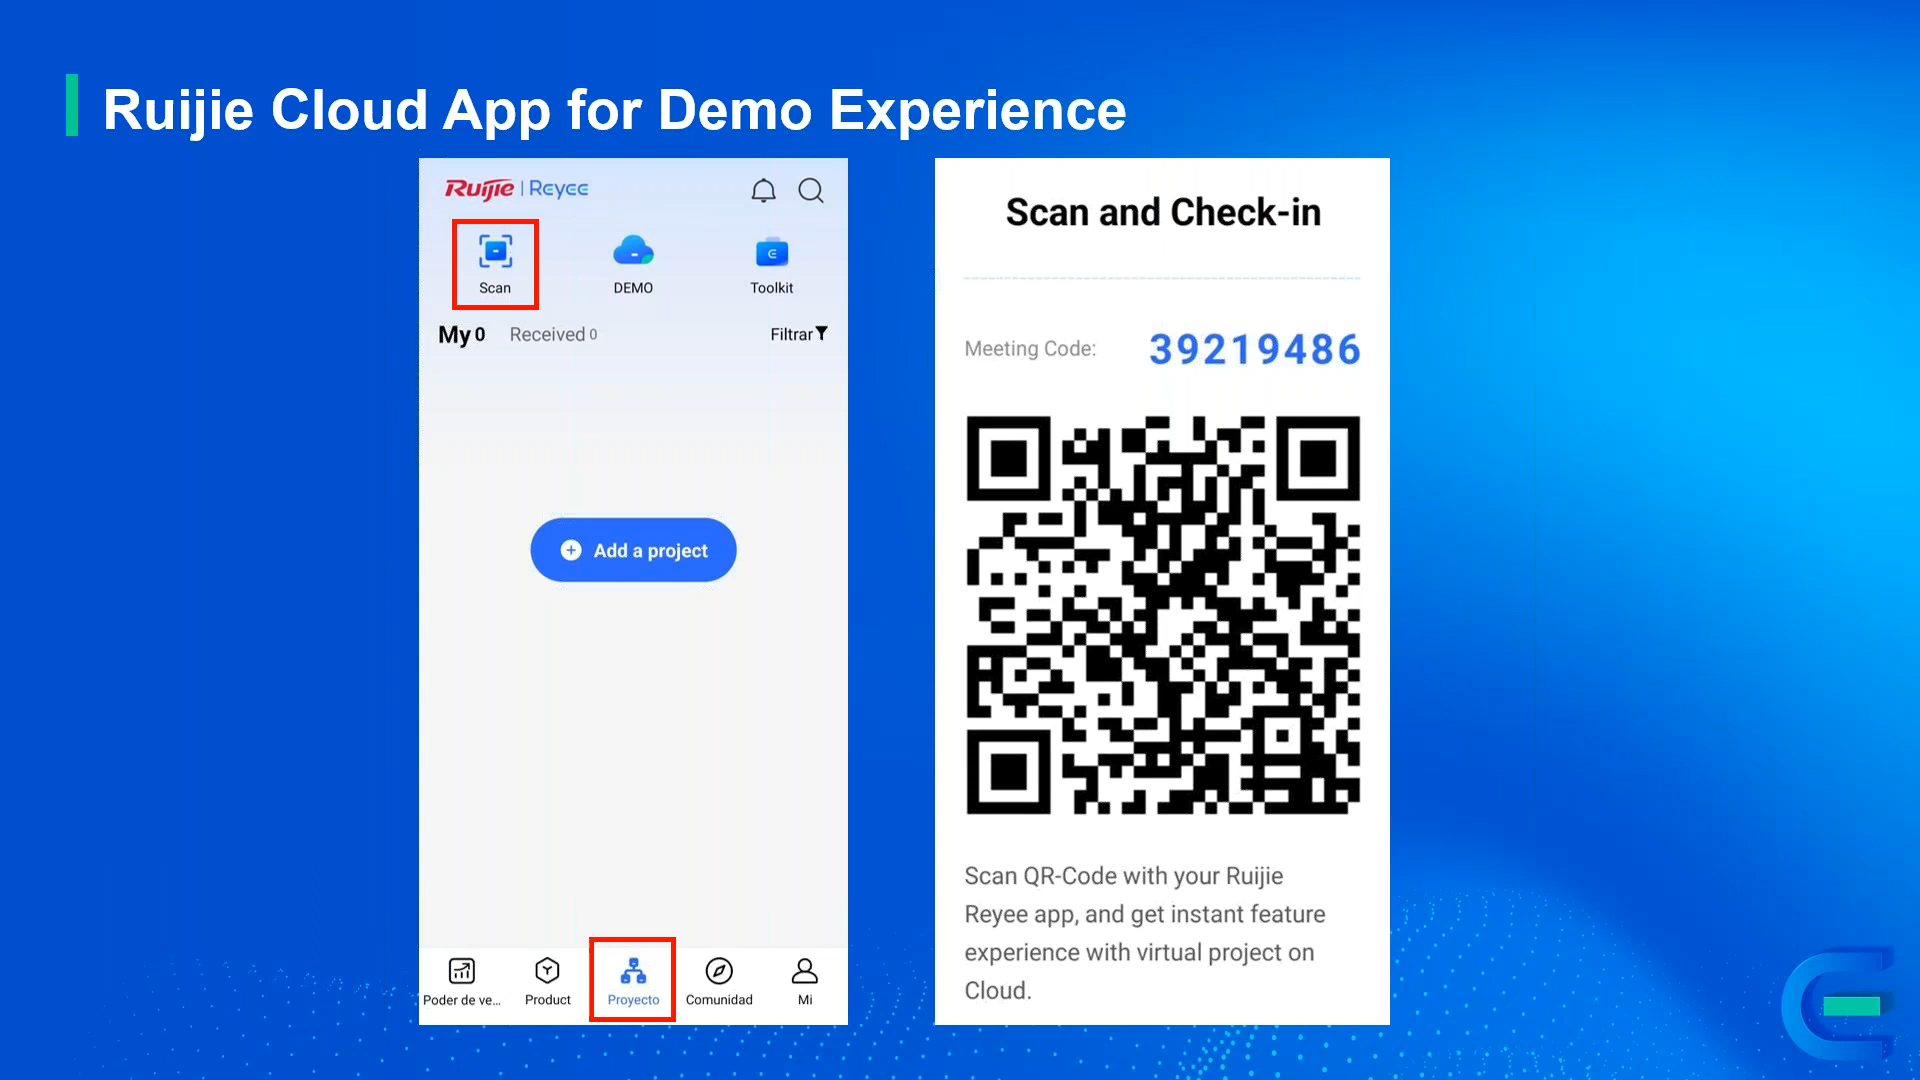 Ruijie Cloud App for Demo Experience
Ruijie | Reyee
Scan
DEMO
Toolkit
My 0
Received 0
Filtrar
Add a project
Poder de ve...
Product
Proyecto
Comunidad
Mi
Scan and Check-in
Meeting Code:
39219486
Scan QR-Code with your Ruijie
Reyee app, and get instant feature
experience with virtual project on
Cloud.